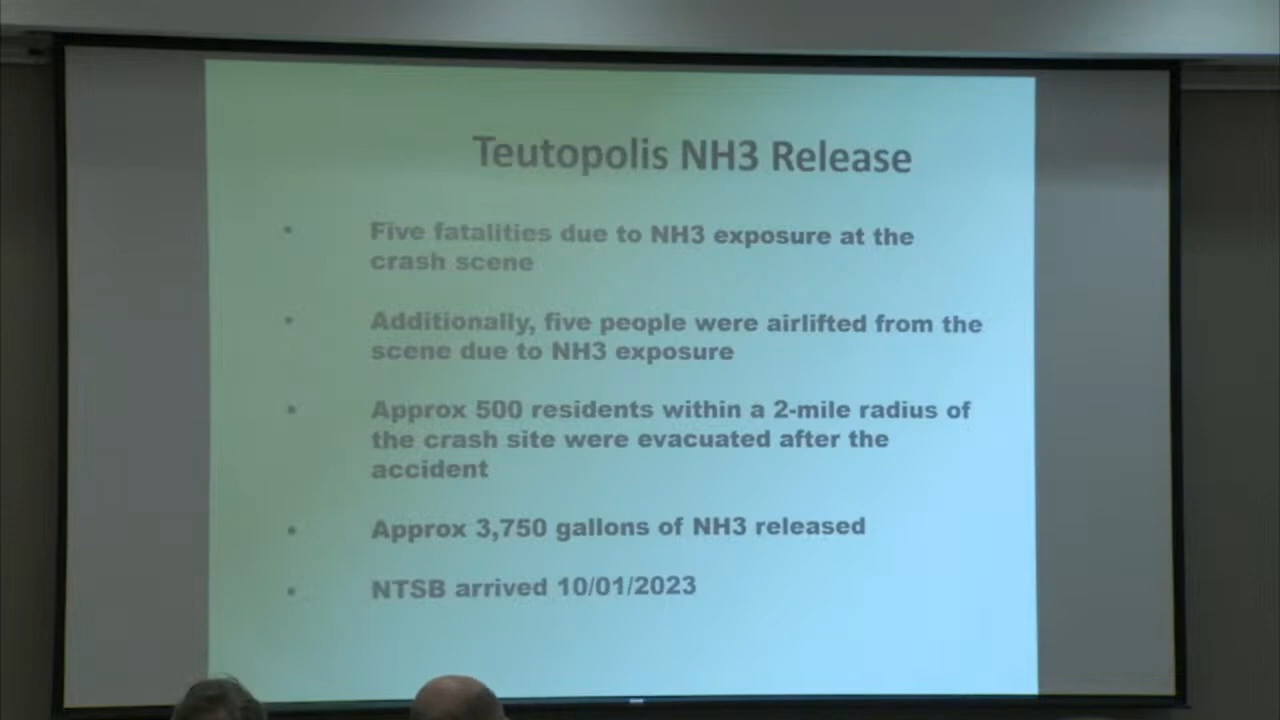 Teutopolis NH3 Release
• Five fatalities due to NH3 exposure at the
crash scene
• Additionally, five people were airlifted from the
scene due to NH3 exposure
• Approx 500 residents within a 2-mile radius of
the crash site were evacuated after the
accident
• Approx 3,750 gallons of NH3 released
• NTSB arrived 10/01/2023